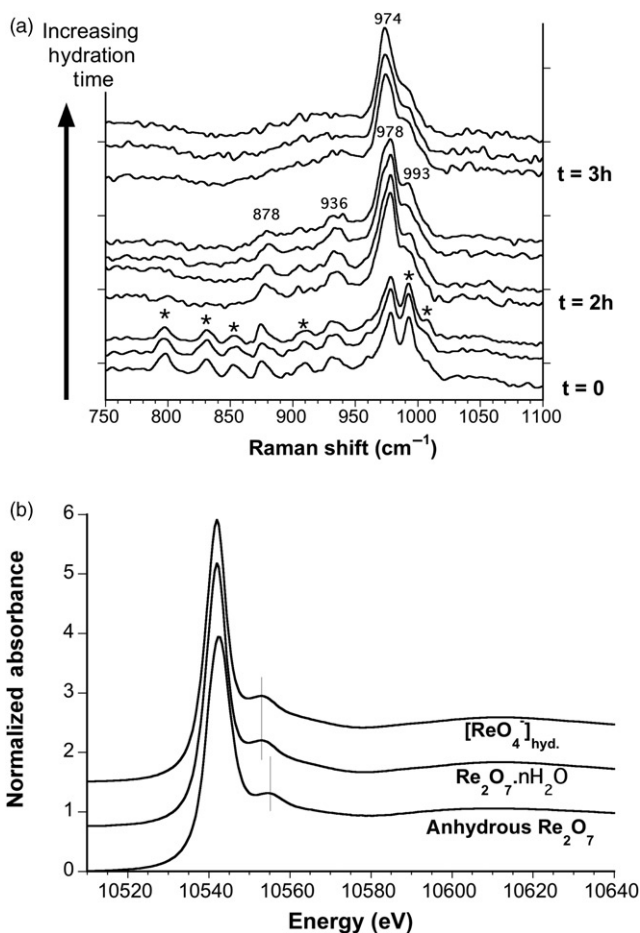 (a)
Increasing
hydration
time
974
978
993
878
936
* * * * * *
t = 3h
t = 2h
t = 0
750 800 850 900 950 1000 1050 1100
Raman shift (cm⁻¹)
(b)
6
5
4
3
2
1
0
Normalized absorbance
[ReO₄⁻]hyd.
Re₂O₇.nH₂O
Anhydrous Re₂O₇
10520 10540 10560 10580 10600 10620 10640
Energy (eV)